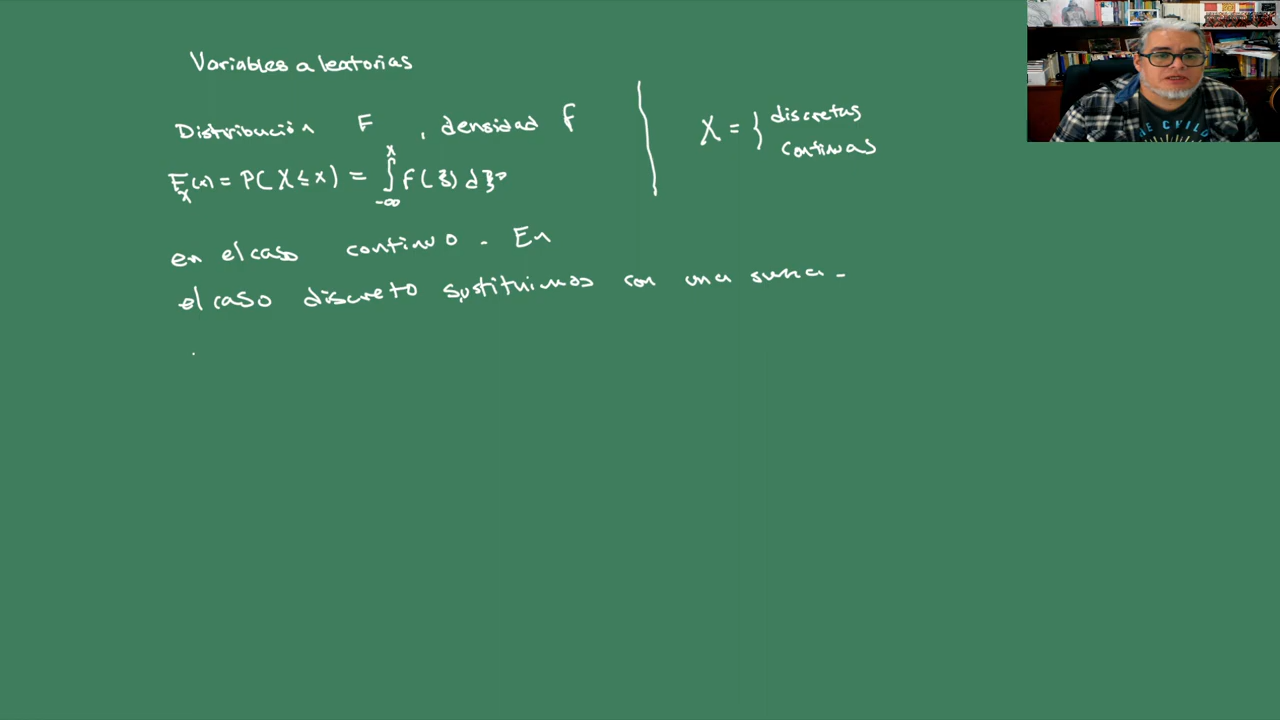 Variables aleatorias
Distribución F , densidad f
F_X(x) = P(X ≤ x) = ∫_{-∞}^{x} f(ξ) dξ
en el caso continuo. En
el caso discreto sustituimos con una suma.
X = } discretas
continuas
E CHILD